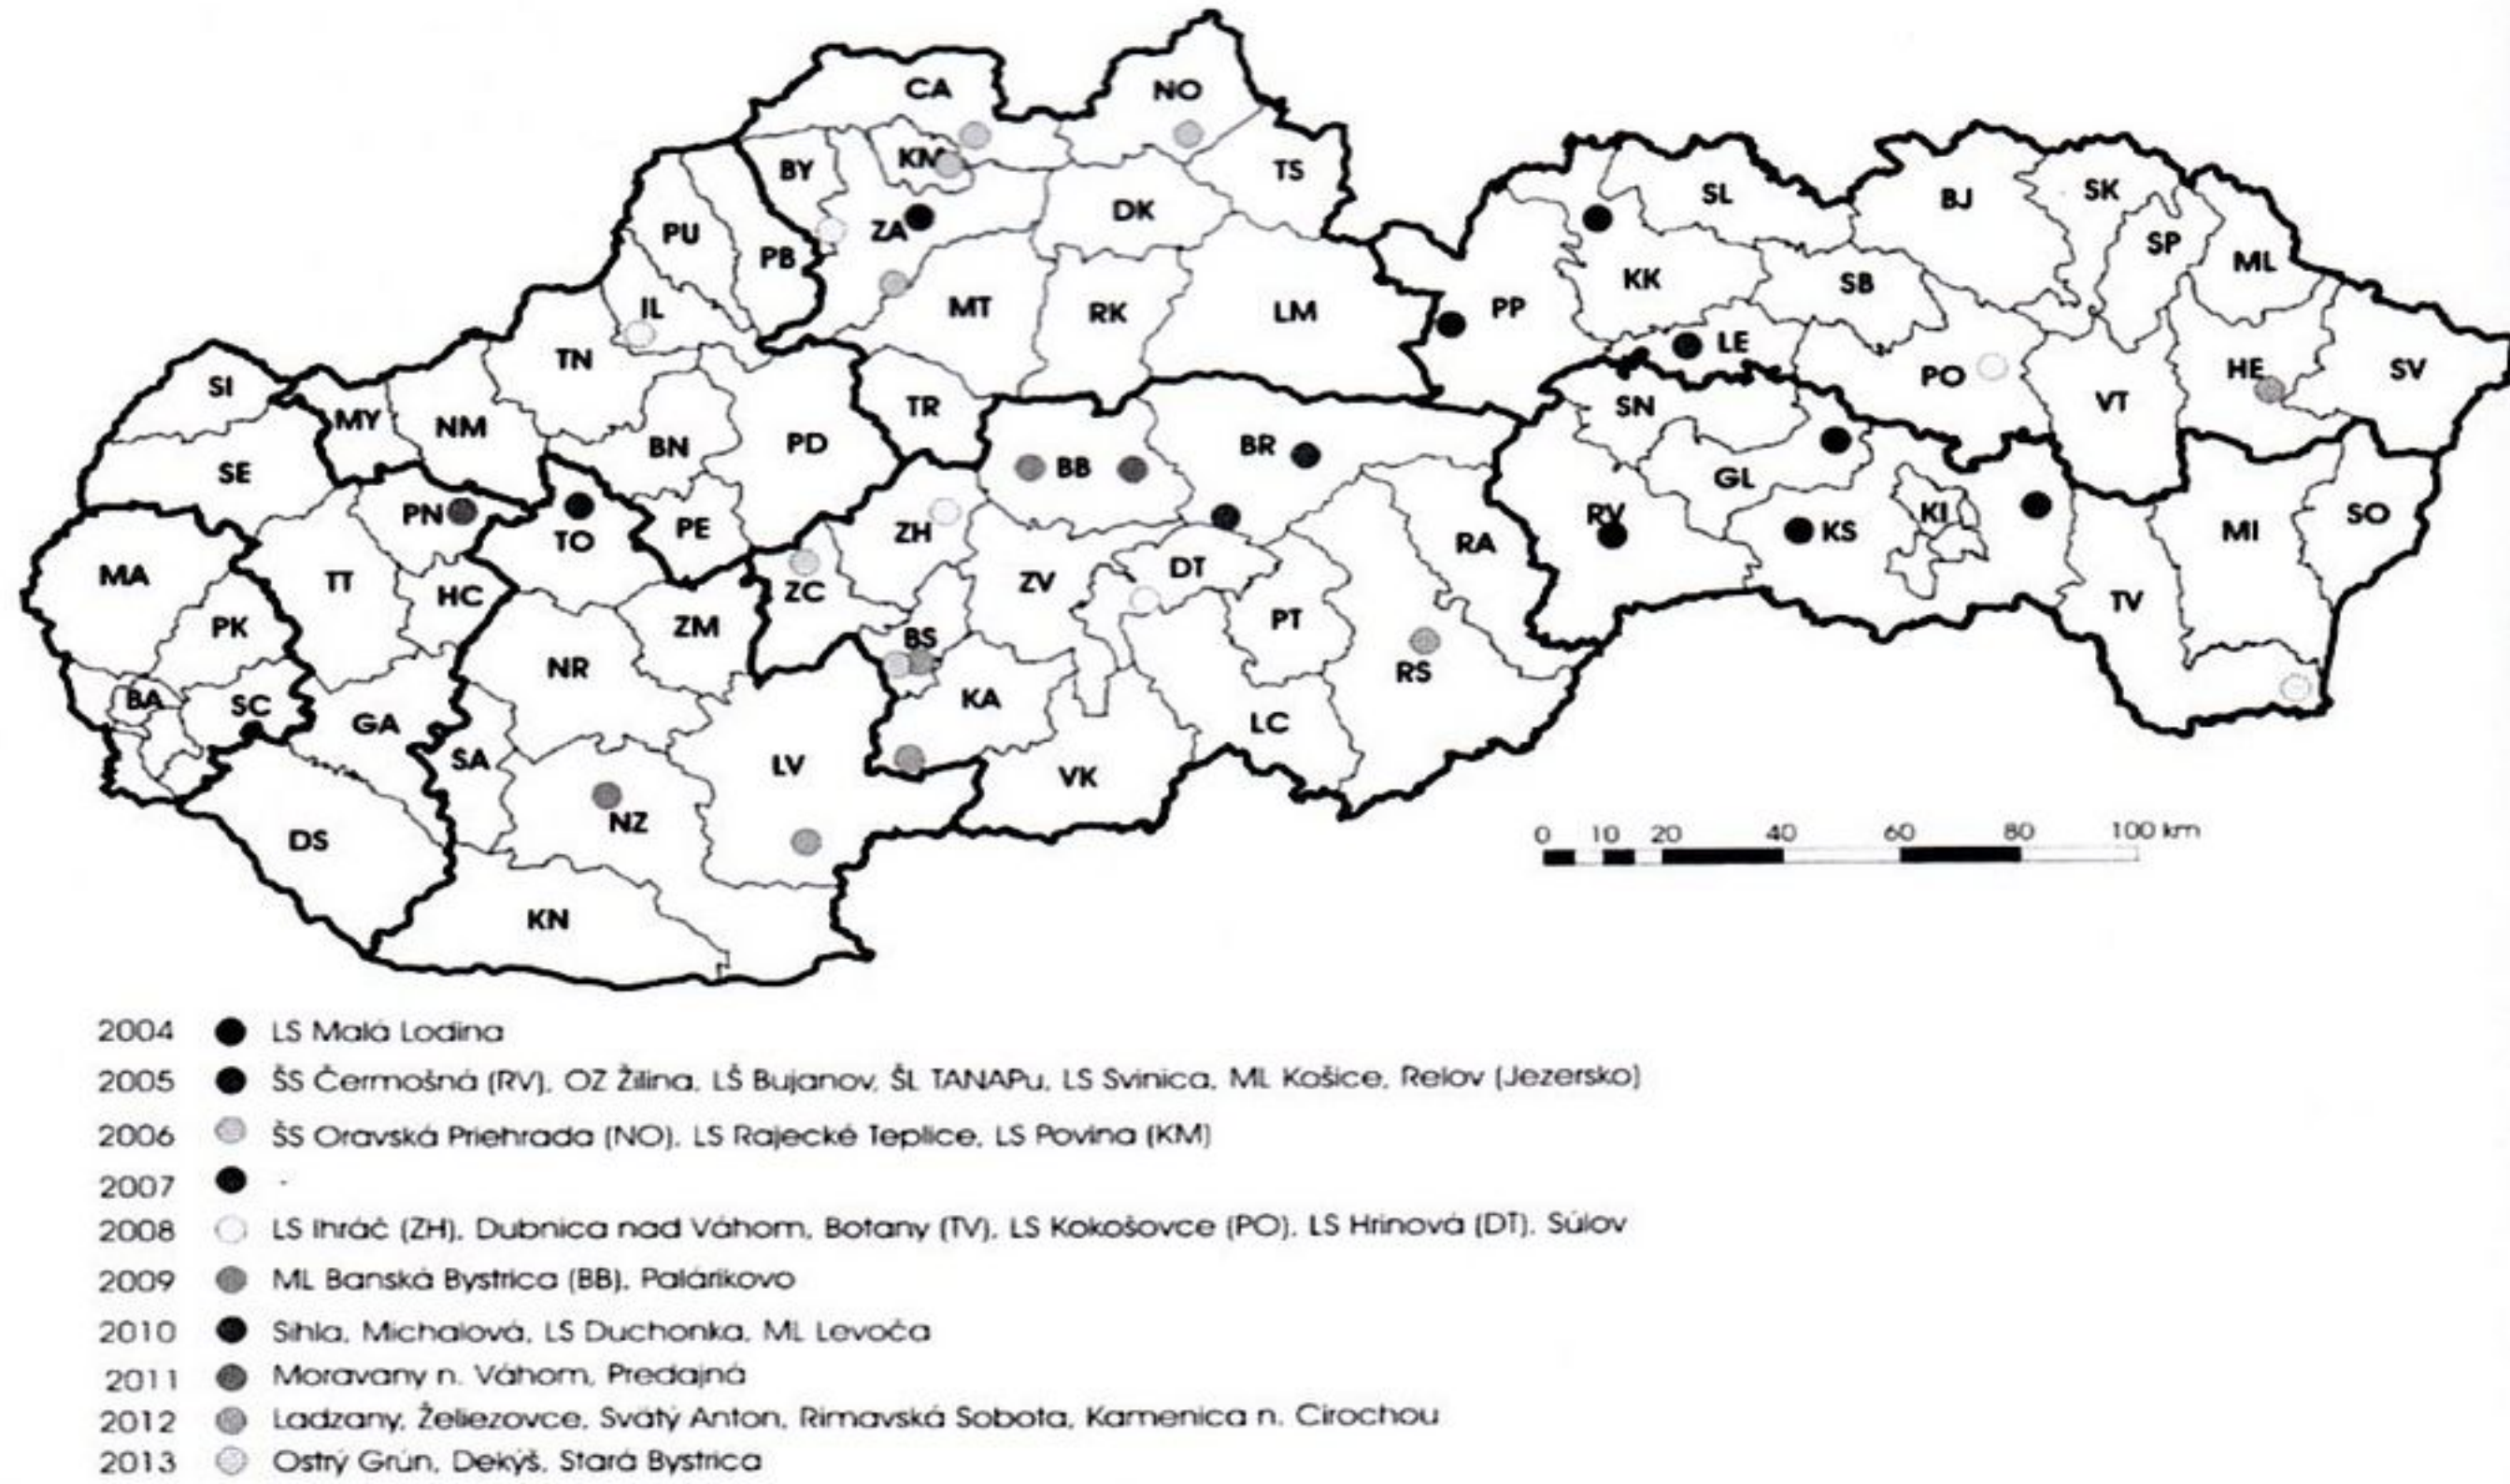 CA
NO
BY
KM
TS
ZA
DK
PU
PB
IL
MT
RK
LM
PP
SL
KK
SB
BJ
SK
SP
ML
LE
PO
VT
HE
SV
SI
MY
NM
TN
BN
PD
TR
BB
BR
SN
GL
SE
PN
TO
PE
ZH
RA
RV
KS
KI
MI
SO
MA
TT
HC
ZC
ZV
DT
PT
TV
PK
NR
ZM
BS
RS
BA
SC
GA
SA
KA
LC
LV
VK
NZ
DS
KN
0 10 20 40 60 80 100 km
2004 LS Malá Lodina
2005 ŠS Čermošná (RV), OZ Žilina, LŠ Bujanov, ŠL TANAPu, LS Svinica, ML Košice, Relov (Jezersko)
2006 ŠS Oravská Priehrada (NO), LS Rajecké Teplice, LS Povina (KM)
2007 -
2008 LS Ihráč (ZH), Dubnica nad Váhom, Botany (TV), LS Kokošovce (PO), LS Hrinová (DT), Súlov
2009 ML Banská Bystrica (BB), Palárikovo
2010 Sihla, Michalová, LS Duchonka, ML Levoča
2011 Moravany n. Váhom, Predajná
2012 Ladzany, Želiezovce, Svätý Anton, Rimavská Sobota, Kamenica n. Cirochou
2013 Ostrý Grúň, Dekýš, Stará Bystrica